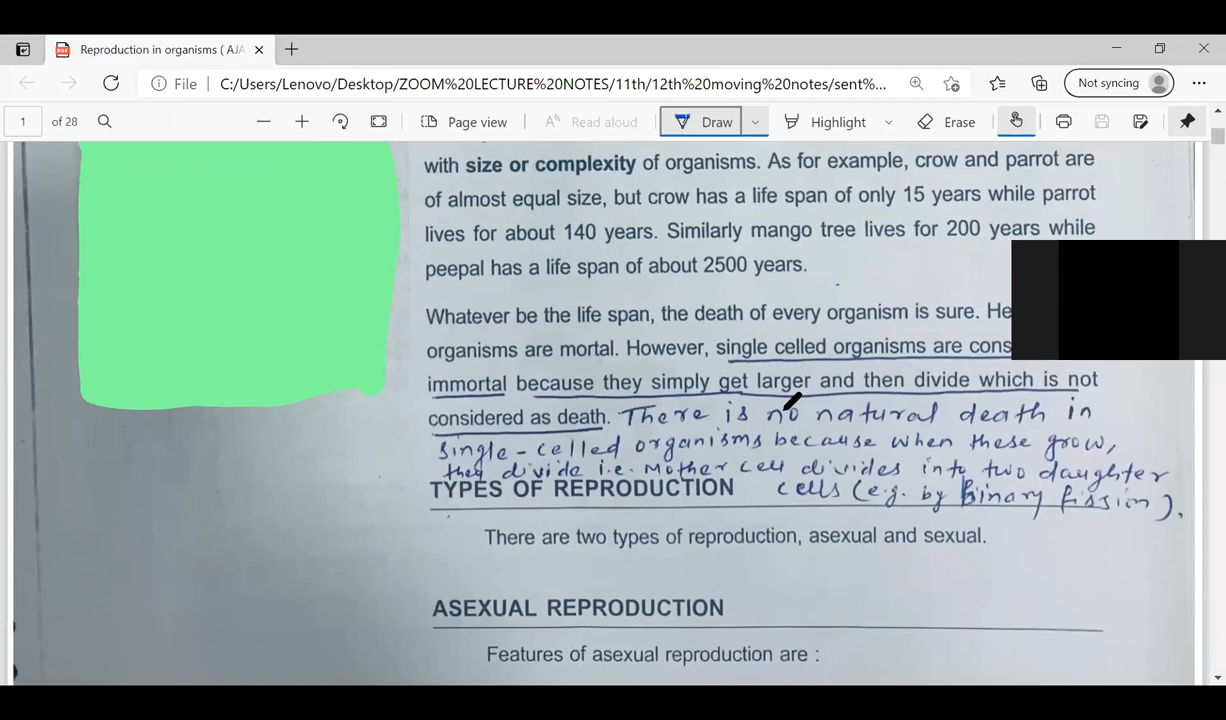 Reproduction in organisms ( AJA
File C:/Users/Lenovo/Desktop/ZOOM%20LECTURE%20NOTES/11th/12th%20moving%20notes/sent%... Not syncing
1 of 28 Page view Read aloud Draw Highlight Erase
with size or complexity of organisms. As for example, crow and parrot are
of almost equal size, but crow has a life span of only 15 years while parrot
lives for about 140 years. Similarly mango tree lives for 200 years while
peepal has a life span of about 2500 years.
Whatever be the life span, the death of every organism is sure. He
organisms are mortal. However, single celled organisms are cons
immortal because they simply get larger and then divide which is not
considered as death. There is no natural death in
single-celled organisms because when these grow,
they divide i.e. Mother cell divides into two daughter
TYPES OF REPRODUCTION cells (e.g. by binary fission).
There are two types of reproduction, asexual and sexual.
ASEXUAL REPRODUCTION
Features of asexual reproduction are :